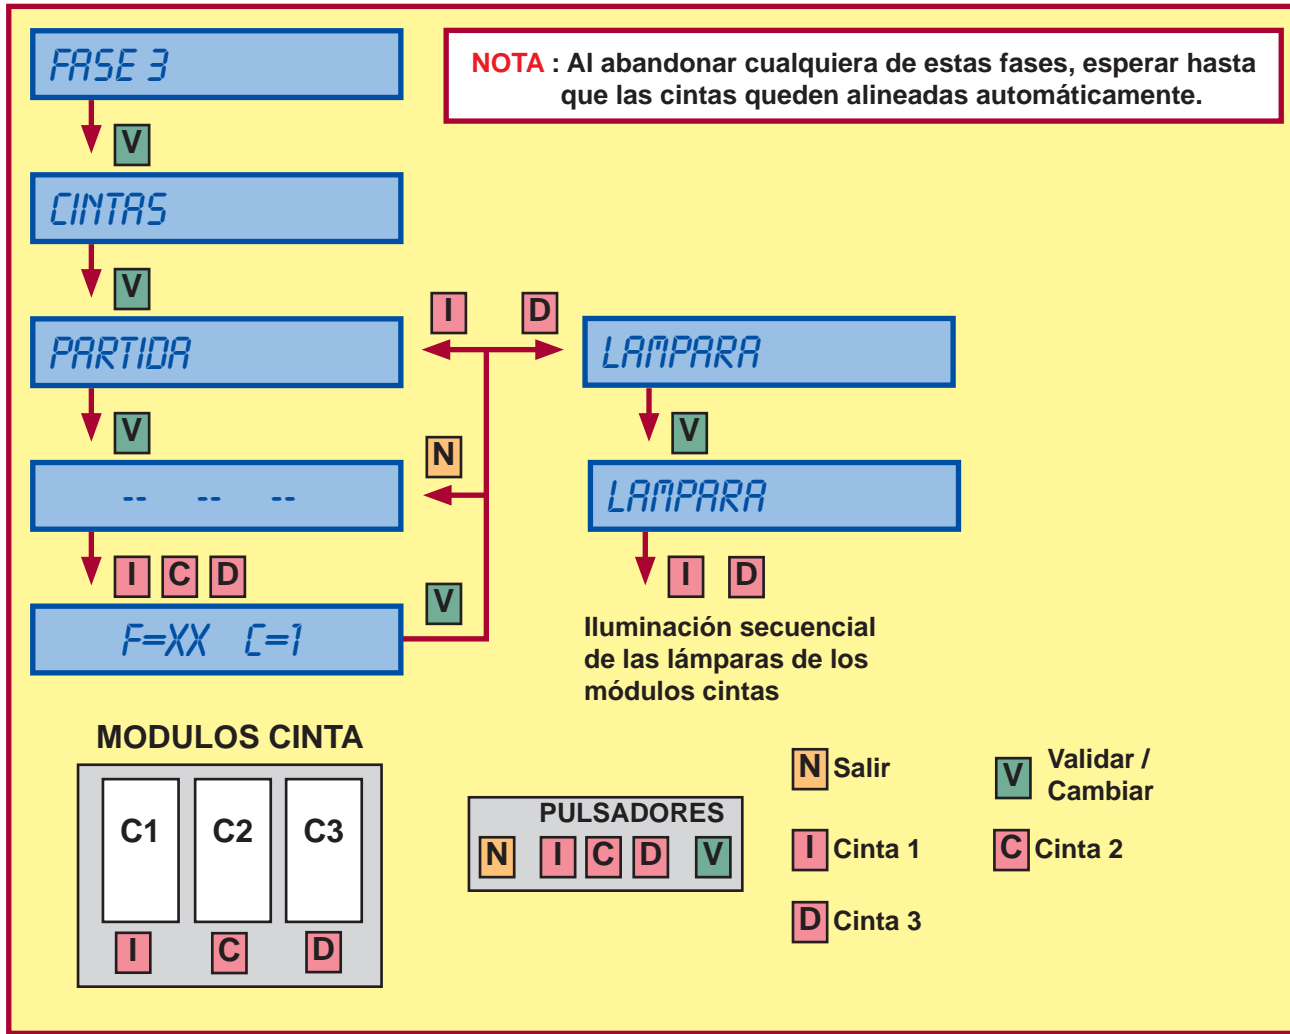 FASE 3
NOTA : Al abandonar cualquiera de estas fases, esperar hasta
que las cintas queden alineadas automáticamente.
V
CINTAS
V
I D
PARTIDA
LAMPARA
V
N
V
-- -- --
LAMPARA
I C D
V
I D
F=XX C=1
Iluminación secuencial
de las lámparas de los
módulos cintas
MODULOS CINTA
C1 C2 C3
I C D
PULSADORES
N I C D V
N Salir
V Validar /
Cambiar
I Cinta 1
C Cinta 2
D Cinta 3